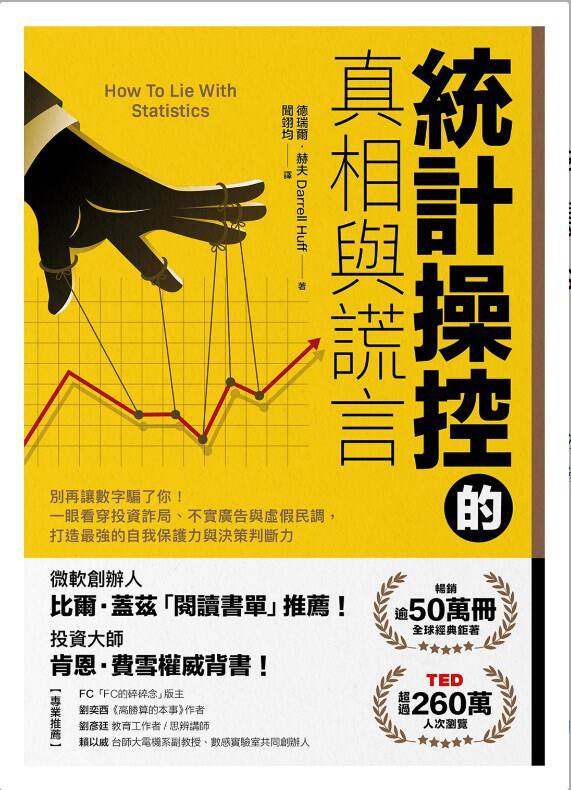 統計操控的
真相與謊言
How To Lie With
Statistics
德瑞爾・赫夫 Darrell Huff——著
聞翊均——譯
別再讓數字騙了你！
一眼看穿投資詐局、不實廣告與虛假民調，
打造最強的自我保護力與決策判斷力
微軟創辦人
比爾・蓋茲「閱讀書單」推薦！
投資大師
肯恩・費雪權威背書！
【專業推薦】
FC「FC的碎碎念」版主
劉奕酉《高勝算的本事》作者
劉彥廷 教育工作者 / 思辨講師
賴以威 台師大電機系副教授、數感實驗室共同創辦人
暢銷
逾50萬冊
全球經典鉅著
TED
超過260萬
人次瀏覽